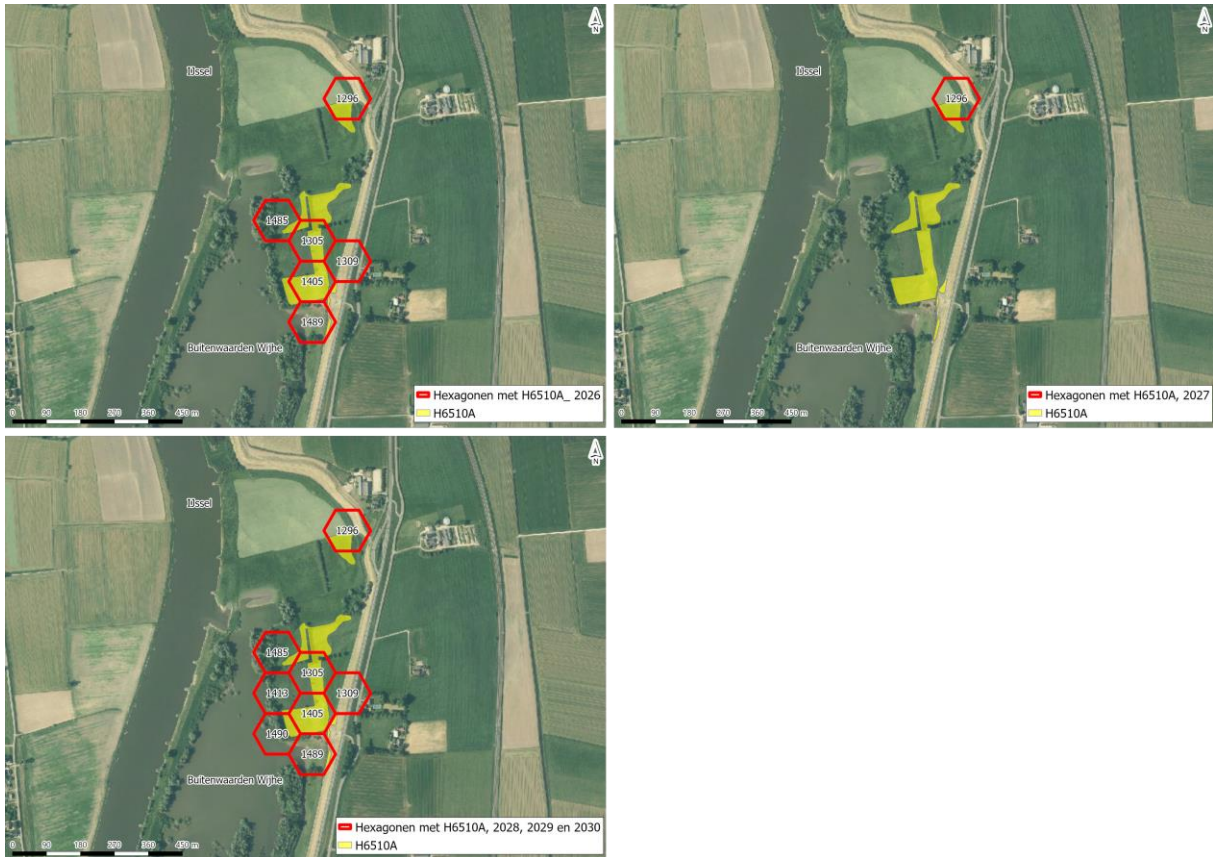 N
IJssel
1296
1485
1305
1309
1405
1489
Buitenwaarden Wijhe
Hexagonen met H6510A_ 2026
H6510A
0 90 180 270 360 450 m
N
IJssel
1296
Buitenwaarden Wijhe
Hexagonen met H6510A, 2027
H6510A
0 90 180 270 360 450 m
N
IJssel
1296
1485
1305
1413
1309
1405
1490
1489
Buitenwaarden Wijhe
Hexagonen met H6510A, 2028, 2029 en 2030
H6510A
0 90 180 270 360 450 m